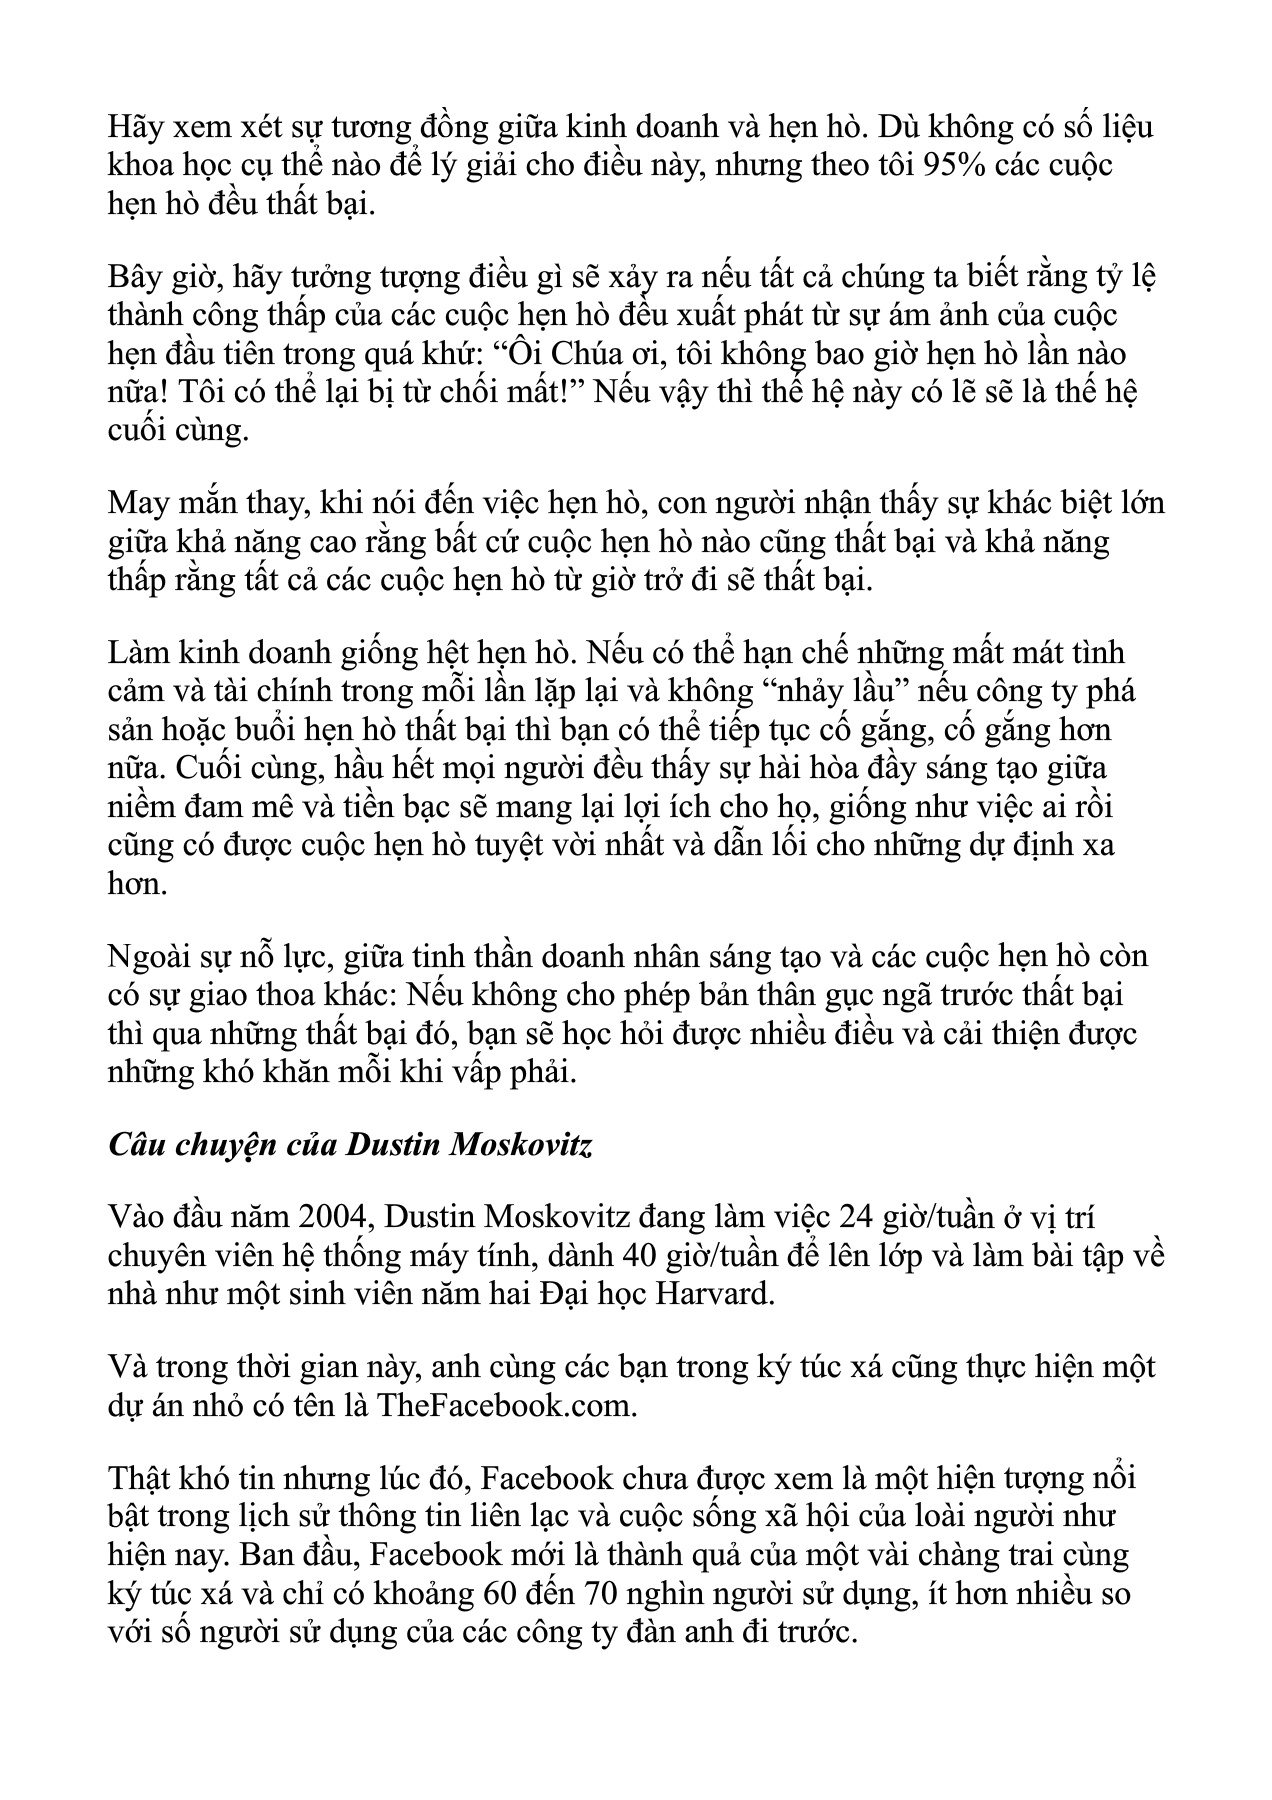 Hãy xem xét sự tương đồng giữa kinh doanh và hẹn hò. Dù không có số liệu
khoa học cụ thể nào để lý giải cho điều này, nhưng theo tôi 95% các cuộc
hẹn hò đều thất bại.
Bây giờ, hãy tưởng tượng điều gì sẽ xảy ra nếu tất cả chúng ta biết rằng tỷ lệ
thành công thấp của các cuộc hẹn hò đều xuất phát từ sự ám ảnh của cuộc
hẹn đầu tiên trong quá khứ: “Ôi Chúa ơi, tôi không bao giờ hẹn hò lần nào
nữa! Tôi có thể lại bị từ chối mất!” Nếu vậy thì thế hệ này có lẽ sẽ là thế hệ
cuối cùng.
May mắn thay, khi nói đến việc hẹn hò, con người nhận thấy sự khác biệt lớn
giữa khả năng cao rằng bất cứ cuộc hẹn hò nào cũng thất bại và khả năng
thấp rằng tất cả các cuộc hẹn hò từ giờ trở đi sẽ thất bại.
Làm kinh doanh giống hệt hẹn hò. Nếu có thể hạn chế những mất mát tình
cảm và tài chính trong mỗi lần lặp lại và không “nhảy lầu” nếu công ty phá
sản hoặc buổi hẹn hò thất bại thì bạn có thể tiếp tục cố gắng, cố gắng hơn
nữa. Cuối cùng, hầu hết mọi người đều thấy sự hài hòa đầy sáng tạo giữa
niềm đam mê và tiền bạc sẽ mang lại lợi ích cho họ, giống như việc ai rồi
cũng có được cuộc hẹn hò tuyệt vời nhất và dẫn lối cho những dự định xa
hơn.
Ngoài sự nỗ lực, giữa tinh thần doanh nhân sáng tạo và các cuộc hẹn hò còn
có sự giao thoa khác: Nếu không cho phép bản thân gục ngã trước thất bại
thì qua những thất bại đó, bạn sẽ học hỏi được nhiều điều và cải thiện được
những khó khăn mỗi khi vấp phải.
Câu chuyện của Dustin Moskovitz
Vào đầu năm 2004, Dustin Moskovitz đang làm việc 24 giờ/tuần ở vị trí
chuyên viên hệ thống máy tính, dành 40 giờ/tuần để lên lớp và làm bài tập về
nhà như một sinh viên năm hai Đại học Harvard.
Và trong thời gian này, anh cùng các bạn trong ký túc xá cũng thực hiện một
dự án nhỏ có tên là TheFacebook.com.
Thật khó tin nhưng lúc đó, Facebook chưa được xem là một hiện tượng nổi
bật trong lịch sử thông tin liên lạc và cuộc sống xã hội của loài người như
hiện nay. Ban đầu, Facebook mới là thành quả của một vài chàng trai cùng
ký túc xá và chỉ có khoảng 60 đến 70 nghìn người sử dụng, ít hơn nhiều so
với số người sử dụng của các công ty đàn anh đi trước.